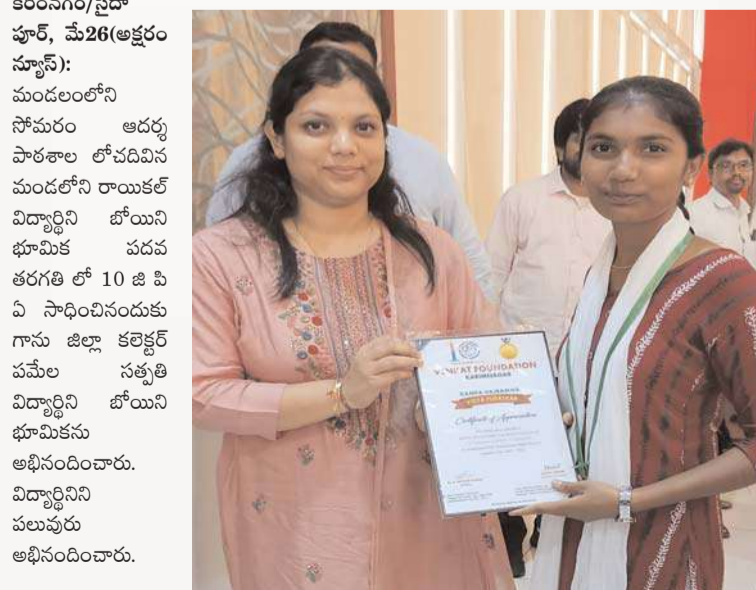 కరీంనగర్/సైదా
పూర్, మే26(అక్షరం
న్యూస్):
మండలంలోని
సోమరం ఆదర్శ
పాఠశాల లోచదివిన
మండలోని రాయికల్
విద్యార్థిని బోయిని
భూమిక పదవ
తరగతి లో 10 జి పి
ఏ సాధించినందుకు
గాను జిల్లా కలెక్టర్
పమేల సత్పతి
విద్యార్థిని బోయిని
భూమికను
అభినందించారు.
విద్యార్థినిని
పలువురు
అభినందించారు.
FOUNDATION
KARIMNAGAR
Certificate of Appreciation